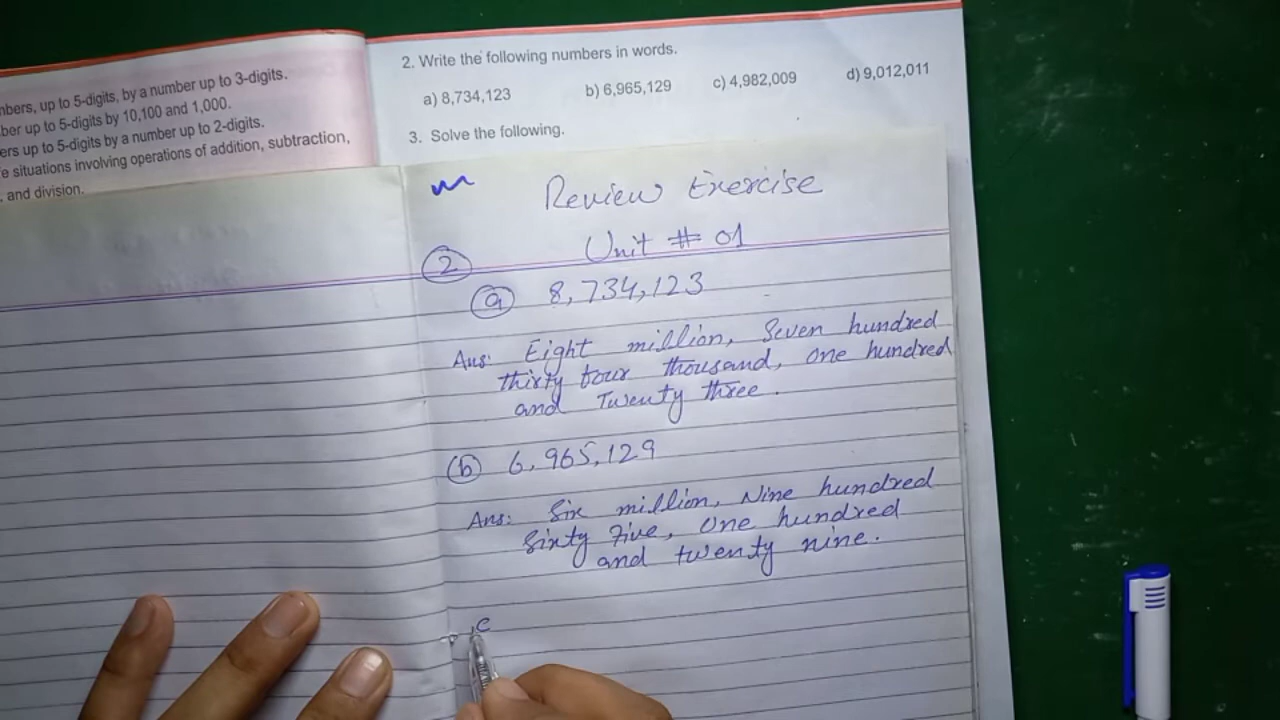 nbers, up to 5-digits, by a number up to 3-digits.
ber up to 5-digits by 10,100 and 1,000.
ers up to 5-digits by a number up to 2-digits.
e situations involving operations of addition, subtraction,
, and division.
2. Write the following numbers in words.
a) 8,734,123 b) 6,965,129 c) 4,982,009 d) 9,012,011
3. Solve the following.
Review Exercise
Unit # 01
2
a 8,734,123
Ans: Eight million, Seven hundred
thirty four thousand, one hundred
and Twenty three.
b 6,965,129
Ans: Six million, Nine hundred
Sixty Five, One hundred
and twenty nine.
c